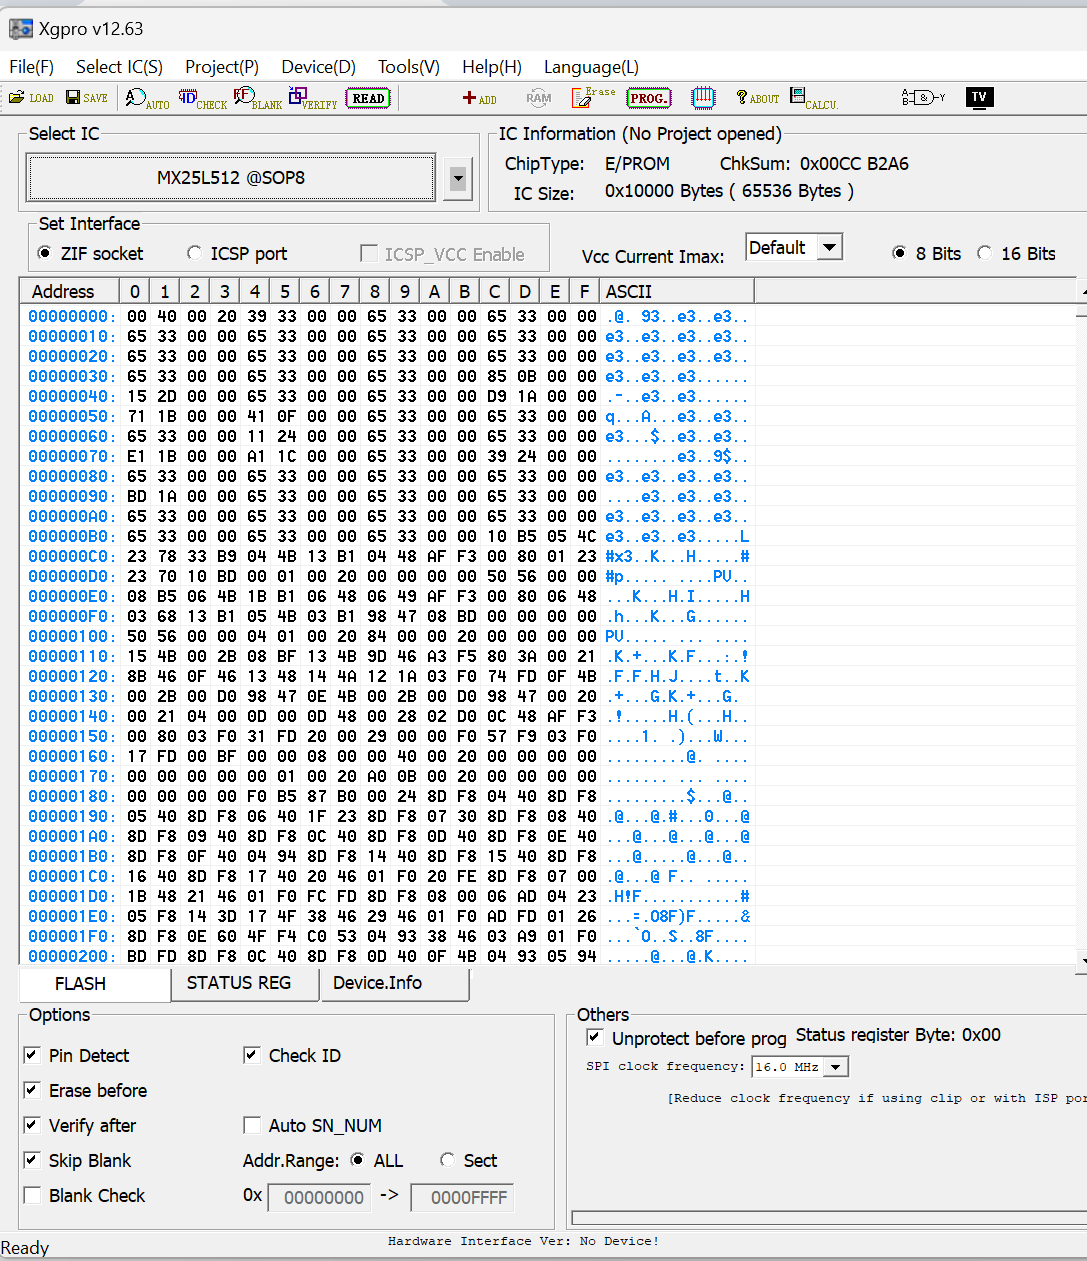 Xgpro v12.63
File(F) Select IC(S) Project(P) Device(D) Tools(V) Help(H) Language(L)
LOAD SAVE AUTO CHECK BLANK VERIFY READ ADD RAM Erase PROG. ABOUT CALCU. A B & Y TV
Select IC
IC Information (No Project opened)
MX25L512 @SOP8
ChipType: E/PROM ChkSum: 0x00CC B2A6
IC Size: 0x10000 Bytes ( 65536 Bytes )
Set Interface
ZIF socket ICSP port ICSP_VCC Enable Vcc Current Imax: Default 8 Bits 16 Bits
Address 0 1 2 3 4 5 6 7 8 9 A B C D E F ASCII
00000000: 00 40 00 20 39 33 00 00 65 33 00 00 65 33 00 00 .@. 93..e3..e3..
00000010: 65 33 00 00 65 33 00 00 65 33 00 00 65 33 00 00 e3..e3..e3..e3..
00000020: 65 33 00 00 65 33 00 00 65 33 00 00 65 33 00 00 e3..e3..e3..e3..
00000030: 65 33 00 00 65 33 00 00 65 33 00 00 85 0B 00 00 e3..e3..e3......
00000040: 15 2D 00 00 65 33 00 00 65 33 00 00 D9 1A 00 00 .-..e3..e3......
00000050: 71 1B 00 00 41 0F 00 00 65 33 00 00 65 33 00 00 q...A...e3..e3..
00000060: 65 33 00 00 11 24 00 00 65 33 00 00 65 33 00 00 e3...$..e3..e3..
00000070: E1 1B 00 00 A1 1C 00 00 65 33 00 00 39 24 00 00 ........e3..9$..
00000080: 65 33 00 00 65 33 00 00 65 33 00 00 65 33 00 00 e3..e3..e3..e3..
00000090: BD 1A 00 00 65 33 00 00 65 33 00 00 65 33 00 00 ....e3..e3..e3..
000000A0: 65 33 00 00 65 33 00 00 65 33 00 00 65 33 00 00 e3..e3..e3..e3..
000000B0: 65 33 00 00 65 33 00 00 65 33 00 00 10 B5 05 4C e3..e3..e3.....L
000000C0: 23 78 33 B9 04 4B 13 B1 04 48 AF F3 00 80 01 23 #x3..K...H.....#
000000D0: 23 70 10 BD 00 01 00 20 00 00 00 00 50 56 00 00 #p..... ....PV..
000000E0: 08 B5 06 4B 1B B1 06 48 06 49 AF F3 00 80 06 48 ...K...H.I.....H
000000F0: 03 68 13 B1 05 4B 03 B1 98 47 08 BD 00 00 00 00 .h...K...G......
00000100: 50 56 00 00 04 01 00 20 84 00 00 20 00 00 00 00 PV..... ... ....
00000110: 15 4B 00 2B 08 BF 13 4B 9D 46 A3 F5 80 3A 00 21 .K.+...K.F...:.!
00000120: 8B 46 0F 46 13 48 14 4A 12 1A 03 F0 74 FD 0F 4B .F.F.H.J....t..K
00000130: 00 2B 00 D0 98 47 0E 4B 00 2B 00 D0 98 47 00 20 .+...G.K.+...G.
00000140: 00 21 04 00 0D 00 0D 48 00 28 02 D0 0C 48 AF F3 .!.....H.(...H..
00000150: 00 80 03 F0 31 FD 20 00 29 00 00 F0 57 F9 03 F0 ....1. .)...W...
00000160: 17 FD 00 BF 00 00 08 00 00 40 00 20 00 00 00 00 .........@. ....
00000170: 00 00 00 00 00 01 00 20 A0 0B 00 20 00 00 00 00 ....... ... ....
00000180: 00 00 00 00 F0 B5 87 B0 00 24 8D F8 04 40 8D F8 .........$...@..
00000190: 05 40 8D F8 06 40 1F 23 8D F8 07 30 8D F8 08 40 .@...@.#...0...@
000001A0: 8D F8 09 40 8D F8 0C 40 8D F8 0D 40 8D F8 0E 40 ...@...@...@...@
000001B0: 8D F8 0F 40 04 94 8D F8 14 40 8D F8 15 40 8D F8 ...@.....@...@..
000001C0: 16 40 8D F8 17 40 20 46 01 F0 20 FE 8D F8 07 00 .@...@ F.. .....
000001D0: 1B 48 21 46 01 F0 FC FD 8D F8 08 00 06 AD 04 23 .H!F...........#
000001E0: 05 F8 14 3D 17 4F 38 46 29 46 01 F0 AD FD 01 26 ...=.O8F)F.....&
000001F0: 8D F8 0E 60 4F F4 C0 53 04 93 38 46 03 A9 01 F0 ...`O..S..8F....
00000200: BD FD 8D F8 0C 40 8D F8 0D 40 0F 4B 04 93 05 94 .....@...@.K....
FLASH STATUS REG Device.Info
Options
Pin Detect Check ID
Erase before
Verify after Auto SN_NUM
Skip Blank Addr.Range: ALL Sect
Blank Check 0x 00000000 -> 0000FFFF
Others
Unprotect before prog Status register Byte: 0x00
SPI clock frequency: 16.0 MHz
[Reduce clock frequency if using clip or with ISP por
Ready
Hardware Interface Ver: No Device!